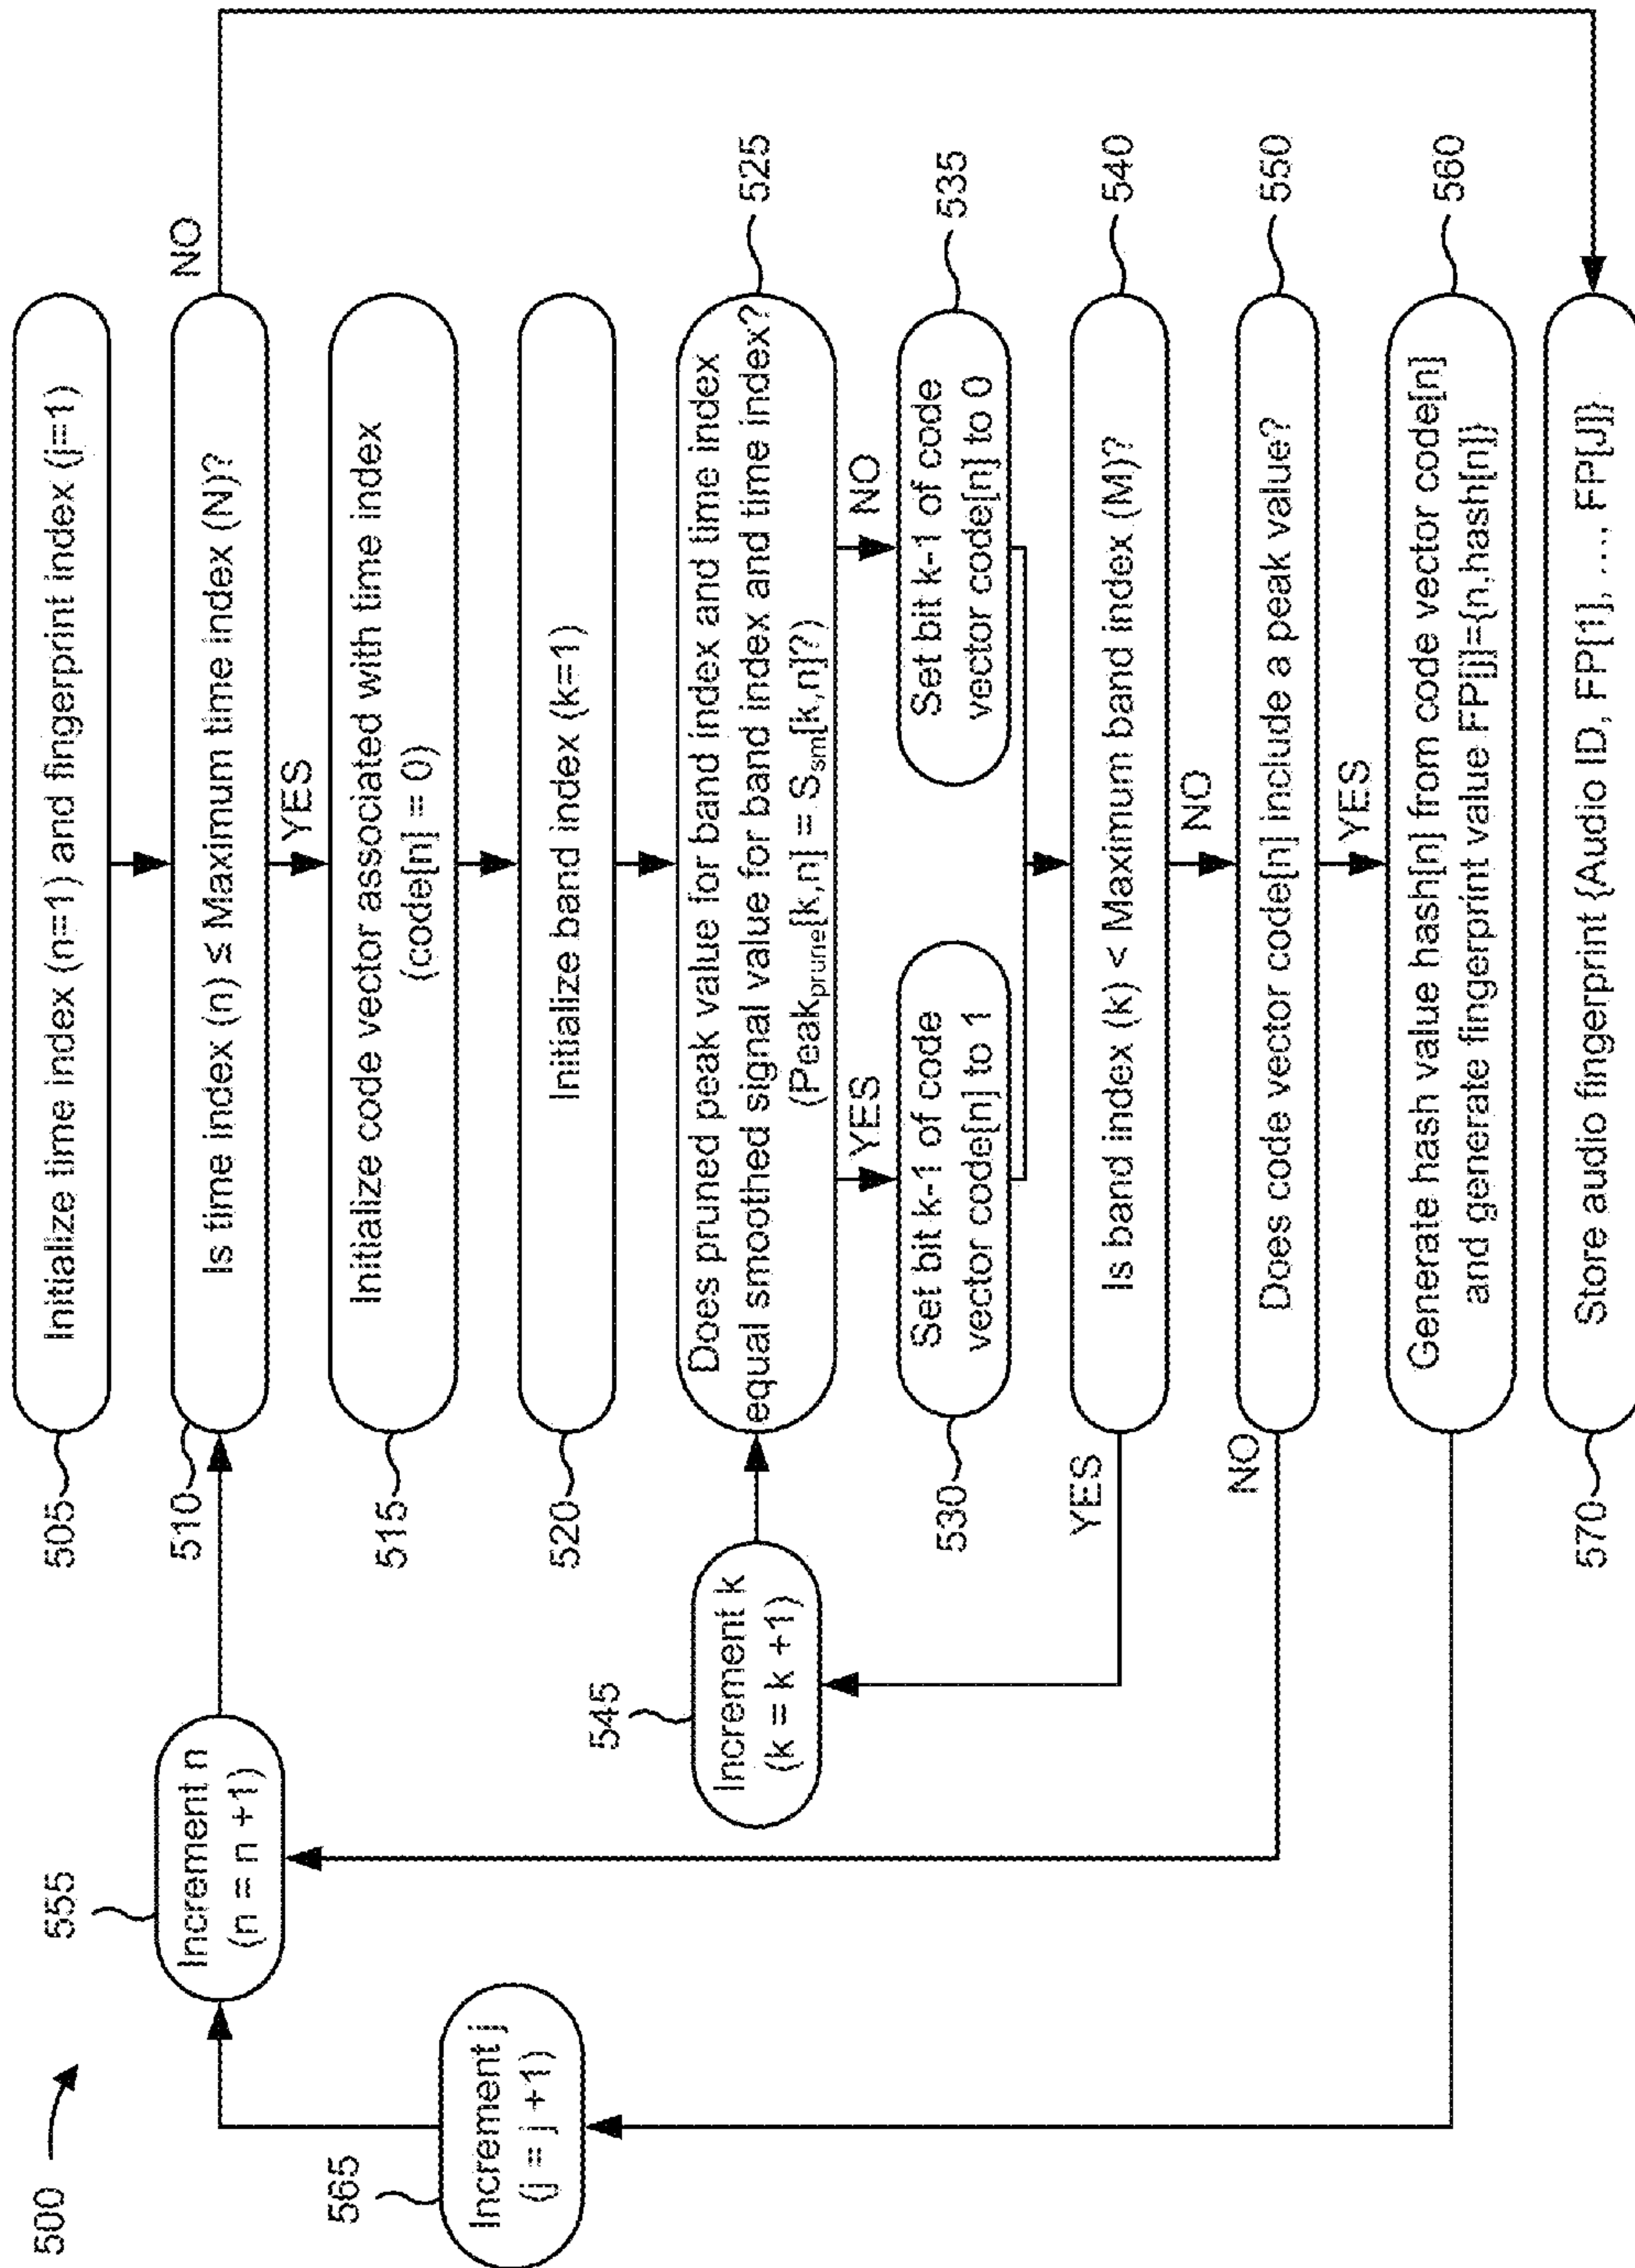 500
505
Initialize time index (n=1) and fingerprint index (j=1)
555
Increment n
(n = n +1)
510
Is time index (n) ≤ Maximum time index (N)?
NO
YES
515
Initialize code vector associated with time index
(code[n] = 0)
565
Increment j
(j = j +1)
520
Initialize band index (k=1)
545
Increment k
(k = k +1)
525
Does pruned peak value for band index and time index
equal smoothed signal value for band index and time index?
(Peakprune[k,n] = Ssm[k,n]?)
YES
NO
530
Set bit k-1 of code
vector code[n] to 1
535
Set bit k-1 of code
vector code[n] to 0
540
Is band index (k) < Maximum band index (M)?
YES
NO
550
Does code vector code[n] include a peak value?
NO
YES
560
Generate hash value hash[n] from code vector code[n]
and generate fingerprint value FP[j]={n,hash[n]}
570
Store audio fingerprint {Audio ID, FP[1], …, FP[J]}